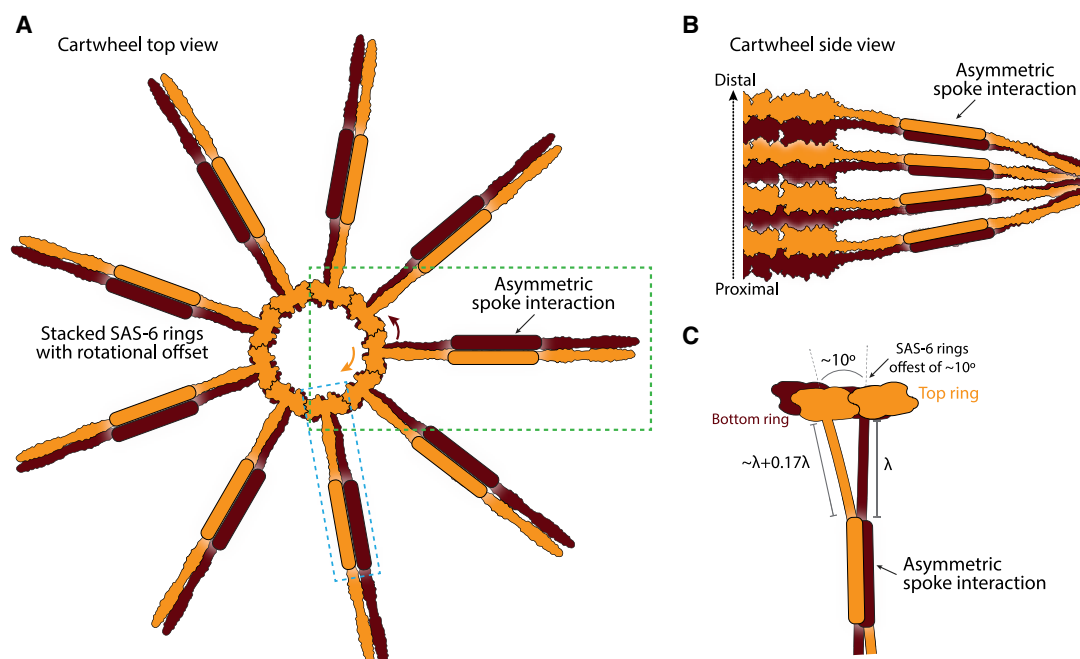 A
Cartwheel top view
Asymmetric
spoke interaction
Stacked SAS-6 rings
with rotational offset
B
Cartwheel side view
Distal
Asymmetric
spoke interaction
Proximal
C
~10º
SAS-6 rings
offest of ~10º
Top ring
Bottom ring
~λ+0.17λ
λ
Asymmetric
spoke interaction